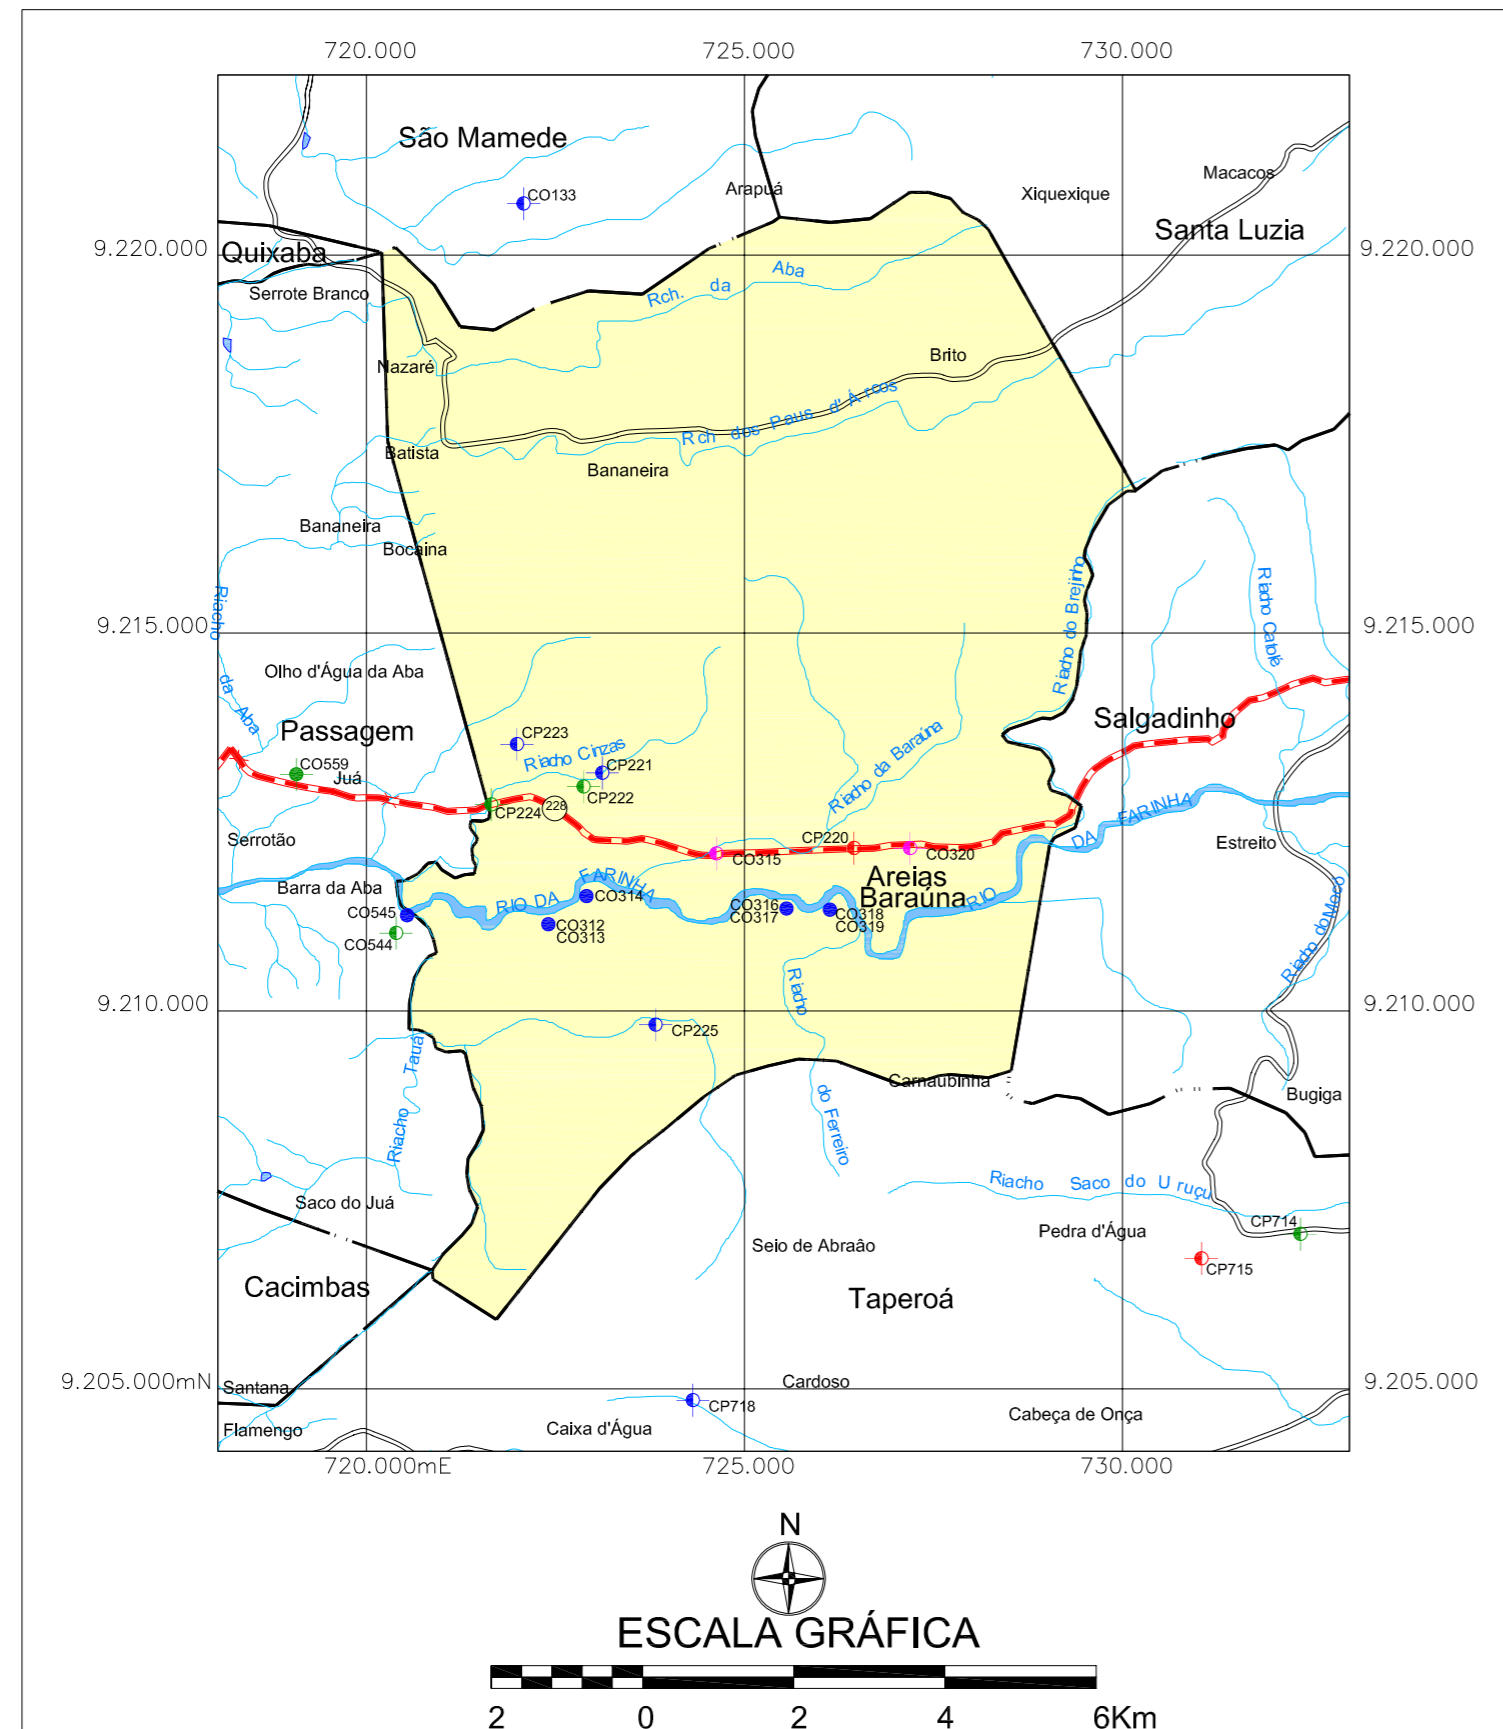 720.000
725.000
730.000
São Mamede
CO133
Arapuá
Xiquexique
Macacos
Santa Luzia
9.220.000
Quixaba
9.220.000
Serrote Branco
Rch. da Aba
Nazaré
Brito
Rch dos Paus d'Árcos
Batista
Bananeira
Bananeira
Bocaina
Riacho do Brejinho
Riacho Catolé
9.215.000
9.215.000
Riacho da Aba
Olho d'Água da Aba
Passagem
Salgadinho
CP223
Riacho Cinzas
CP221
CO559
Juá
CP222
Riacho da Baraúna
CP224
228
RIO DA FARINHA
Serrotão
CP220
CO315
CO320
Estreito
Areias
Baraúna
Barra da Aba
RIO DA FARINHA
CO314
CO545
CO544
CO312
CO313
CO316
CO317
CO318
CO319
Riacho do Meco
9.210.000
9.210.000
CP225
Riacho do Ferreiro
Riacho Tauá
Carnaubinha
Bugiga
Riacho Saco do Uruçu
Saco do Juá
CP714
Pedra d'Água
Seio de Abraâo
CP715
Cacimbas
Taperoá
9.205.000mN
Santana
Cardoso
9.205.000
CP718
Flamengo
Caixa d'Água
Cabeça de Onça
720.000mE
725.000
730.000
N
ESCALA GRÁFICA
2 0 2 4 6Km